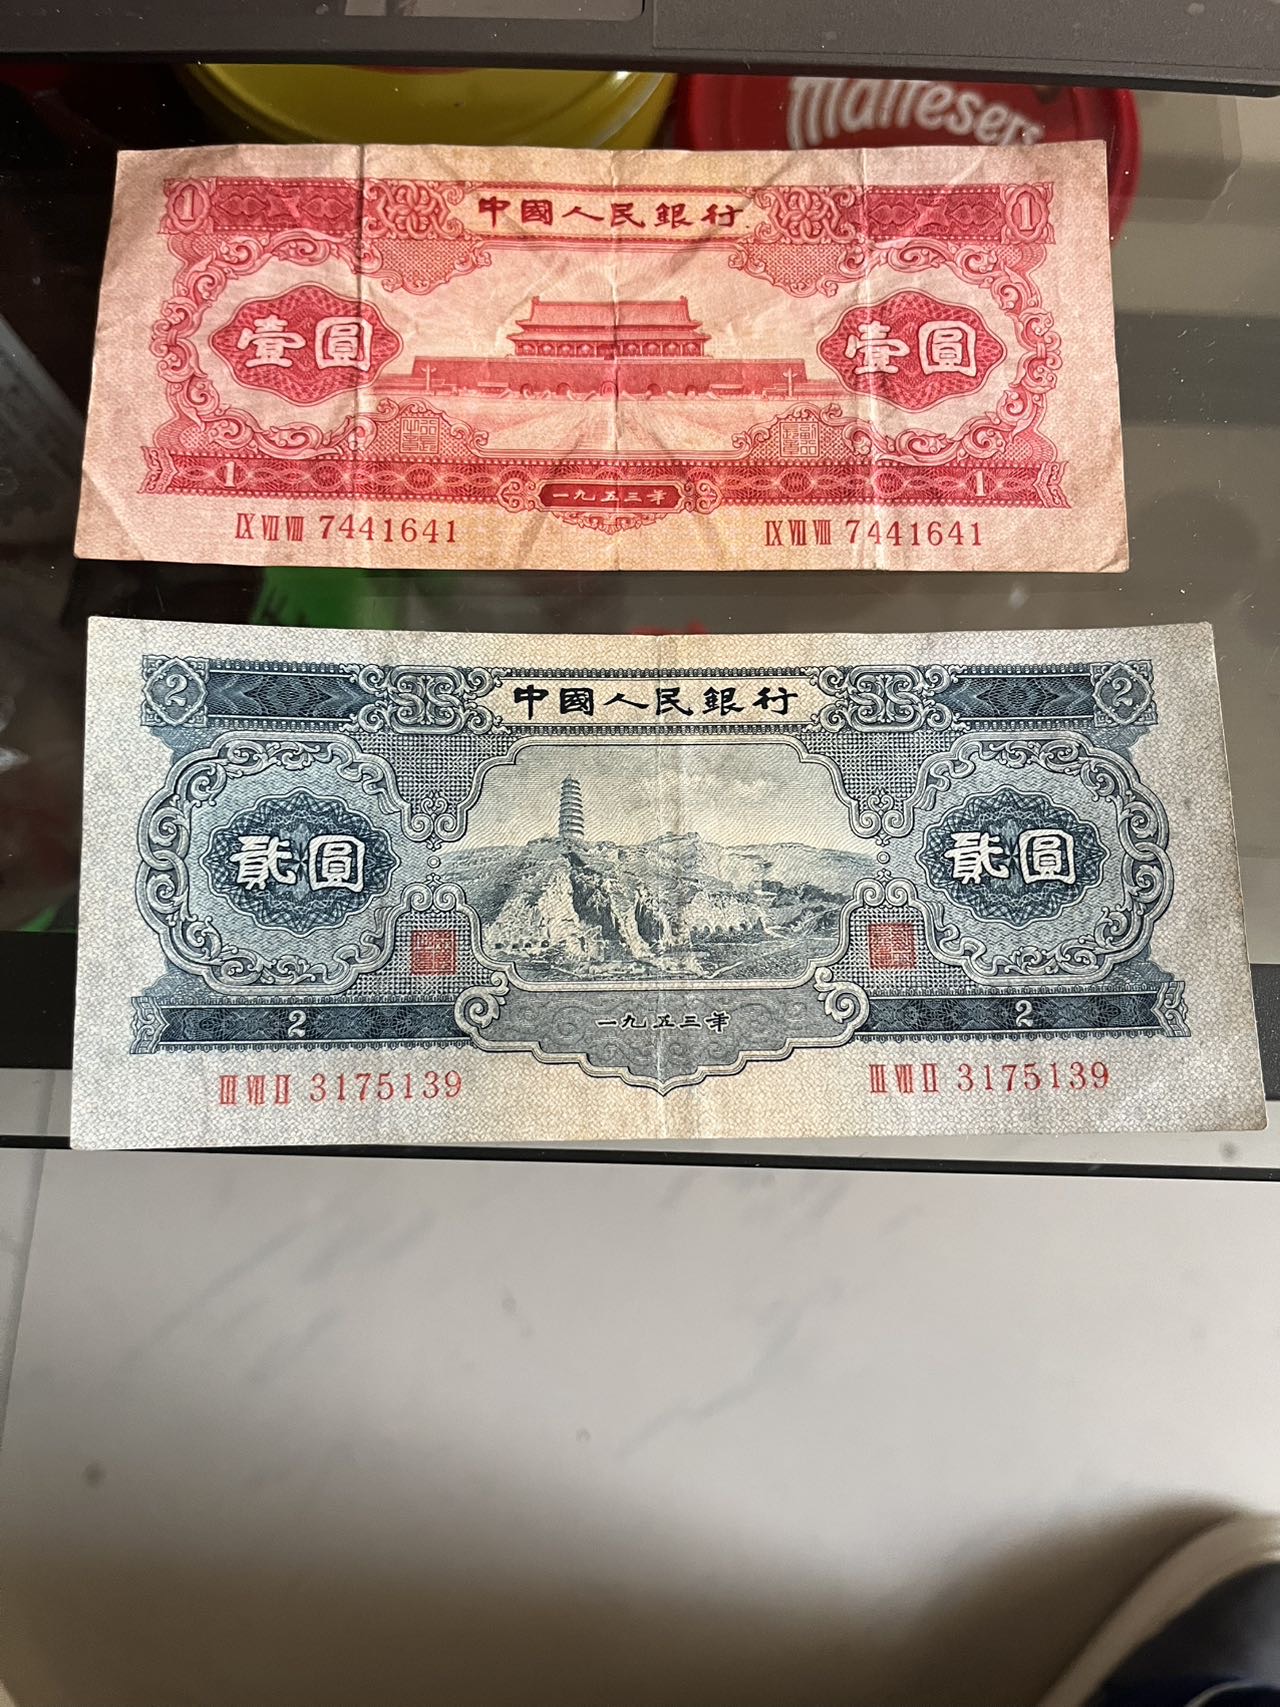 maltesers
1 中國人民銀行 1
壹圓 壹圓
1 一九五三年 1
IX VII VIII 7441641 IX VII VIII 7441641
2 中國人民銀行 2
貳圓 貳圓
2 一九五三年 2
III VII II 3175139 III VII II 3175139